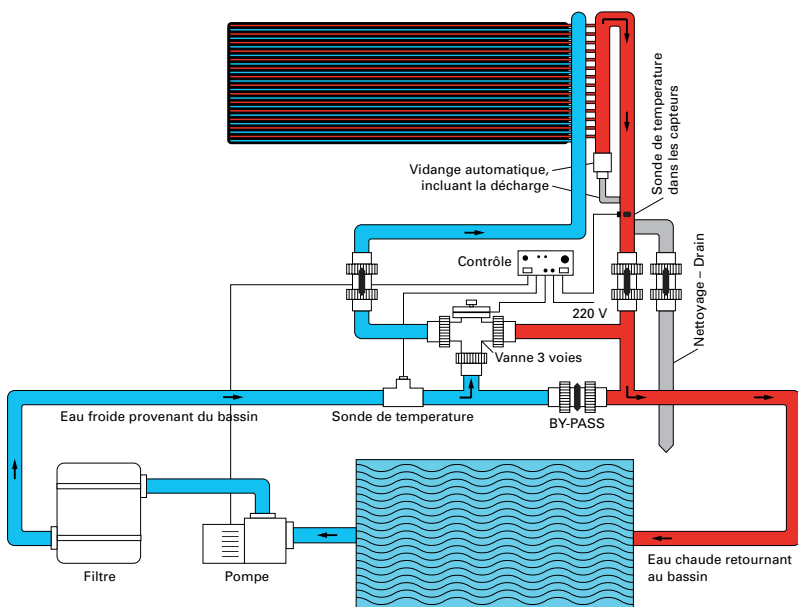 Sonde de temperature
dans les capteurs
Vidange automatique,
incluant la décharge
Contrôle
220 V
Nettoyage – Drain
Vanne 3 voies
Eau froide provenant du bassin
Sonde de temperature
BY-PASS
Filtre
Pompe
Eau chaude retournant
au bassin